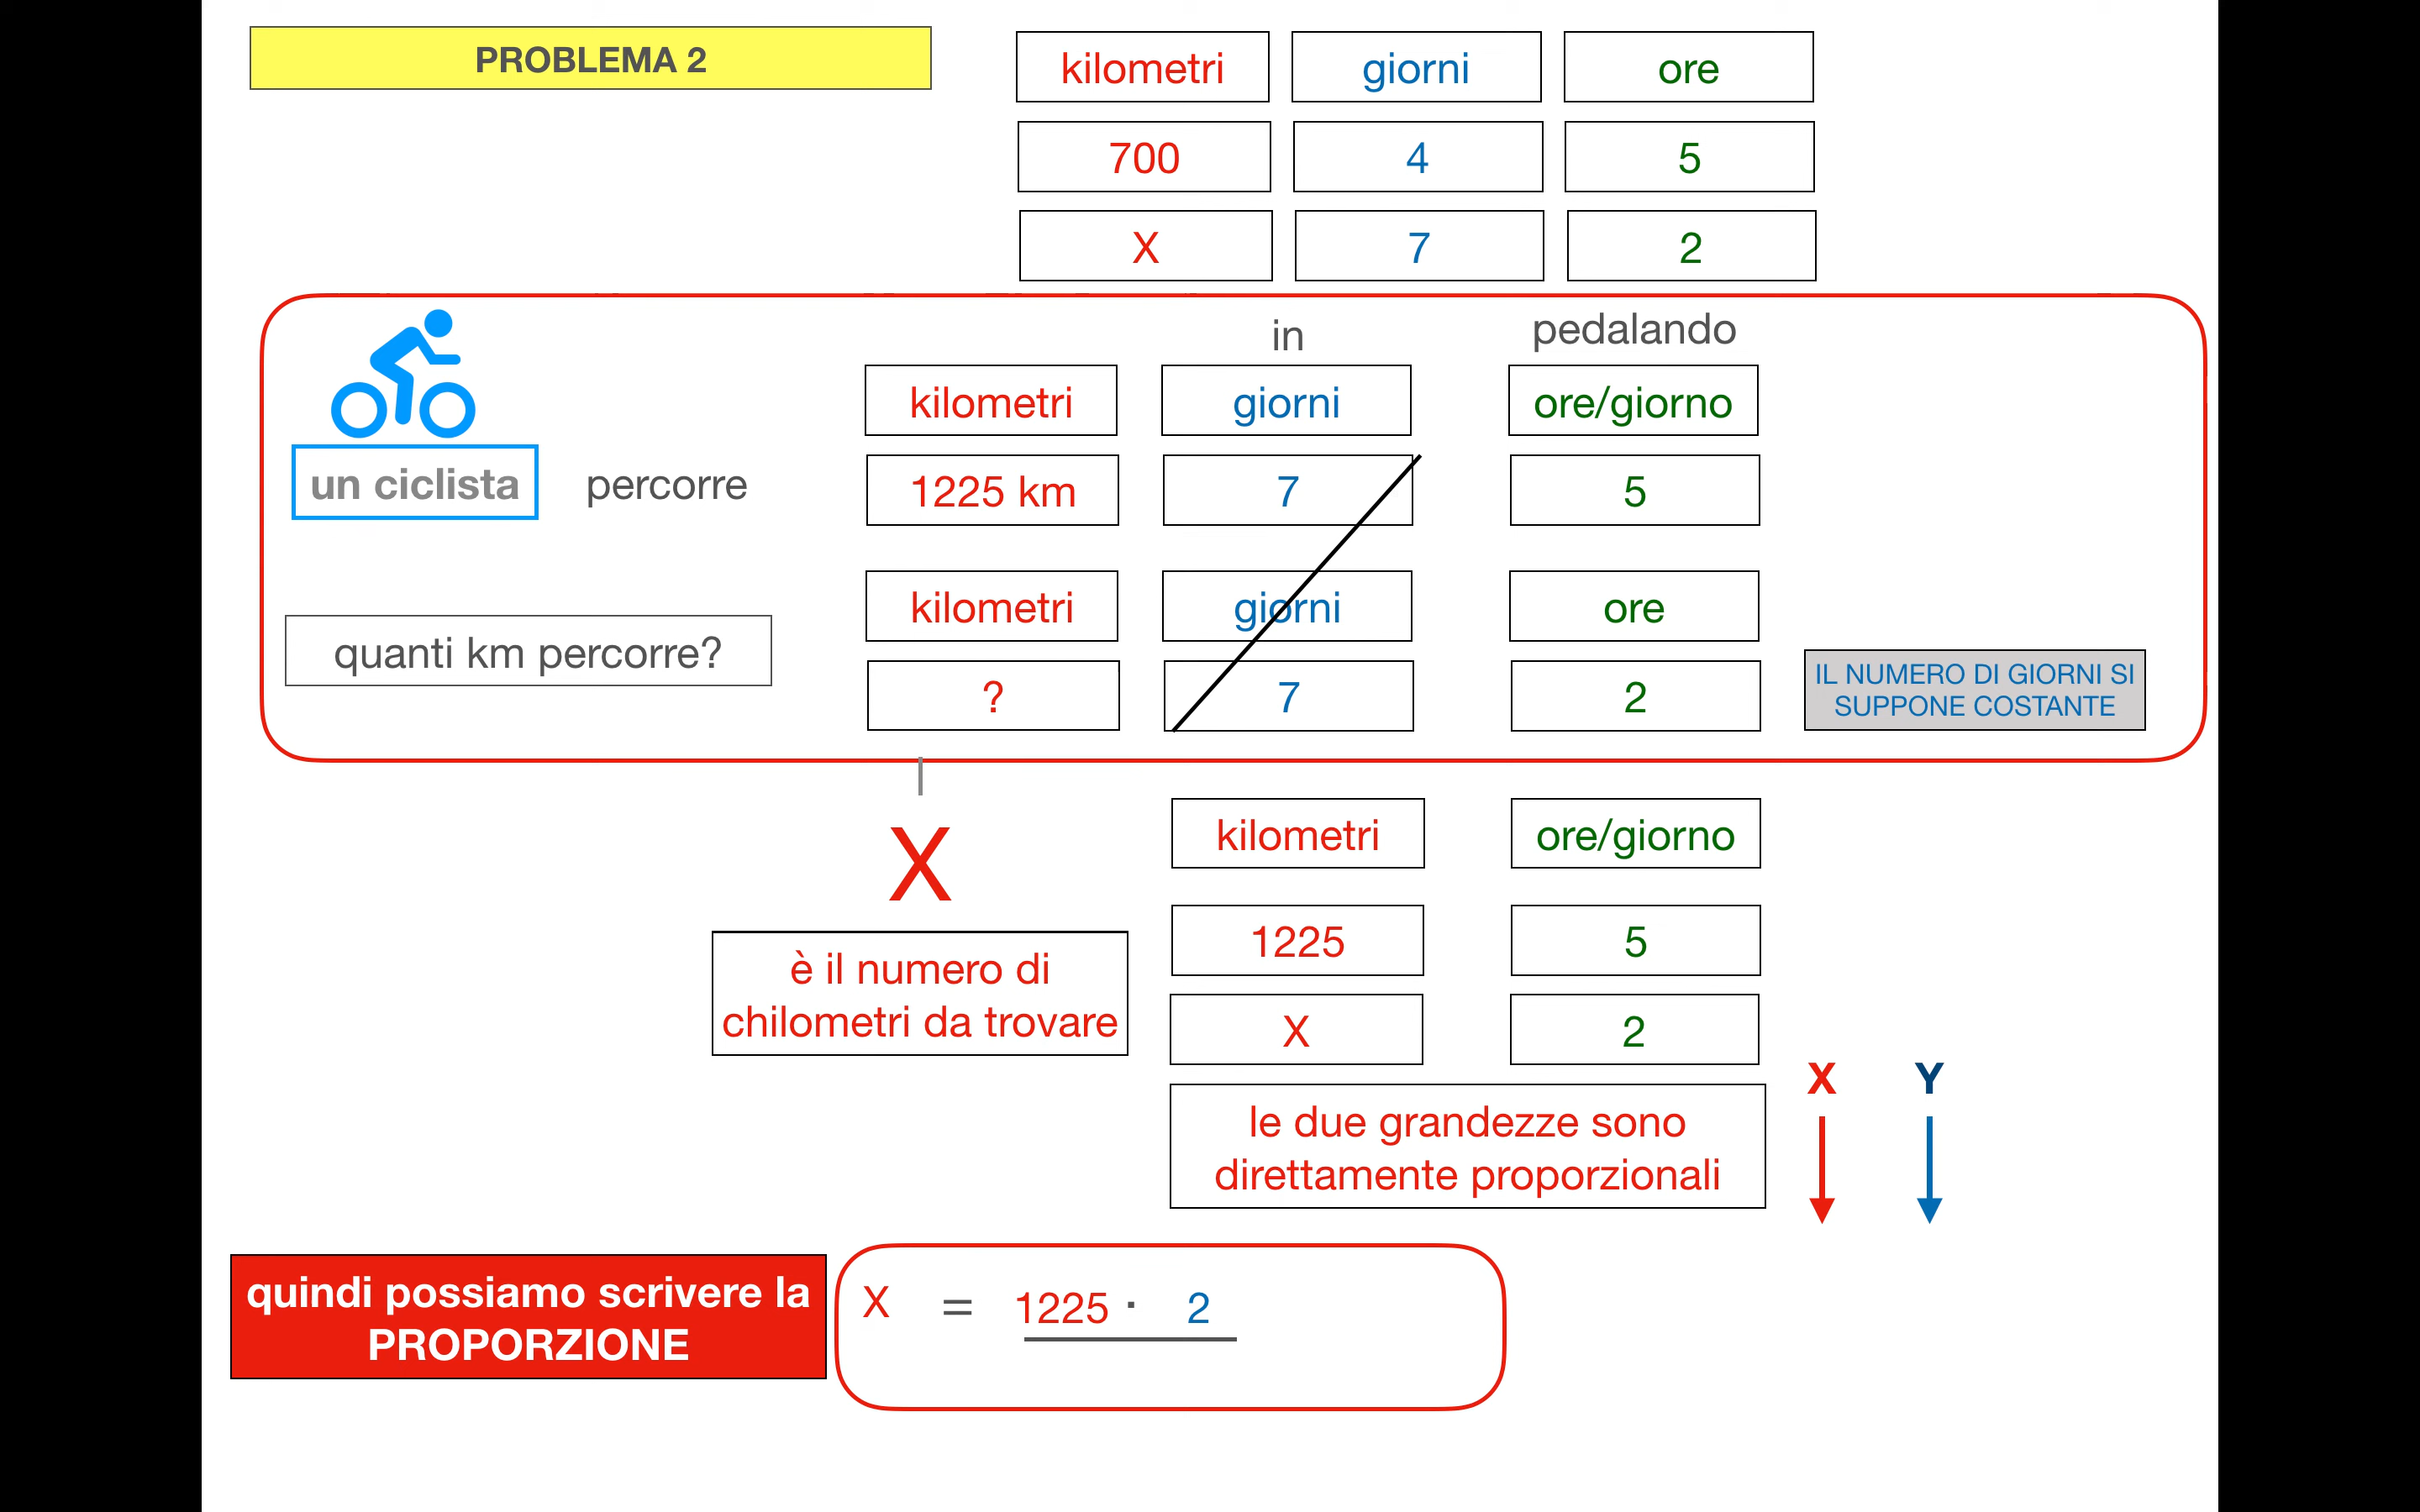 PROBLEMA 2
kilometri giorni ore
700 4 5
X 7 2
in pedalando
kilometri giorni ore/giorno
un ciclista percorre 1225 km 7 5
kilometri giorni ore
quanti km percorre?
? 7 2
IL NUMERO DI GIORNI SI
SUPPONE COSTANTE
X
è il numero di
chilometri da trovare
kilometri ore/giorno
1225 5
X 2
le due grandezze sono
direttamente proporzionali
X Y
quindi possiamo scrivere la
PROPORZIONE
X = 1225 · 2